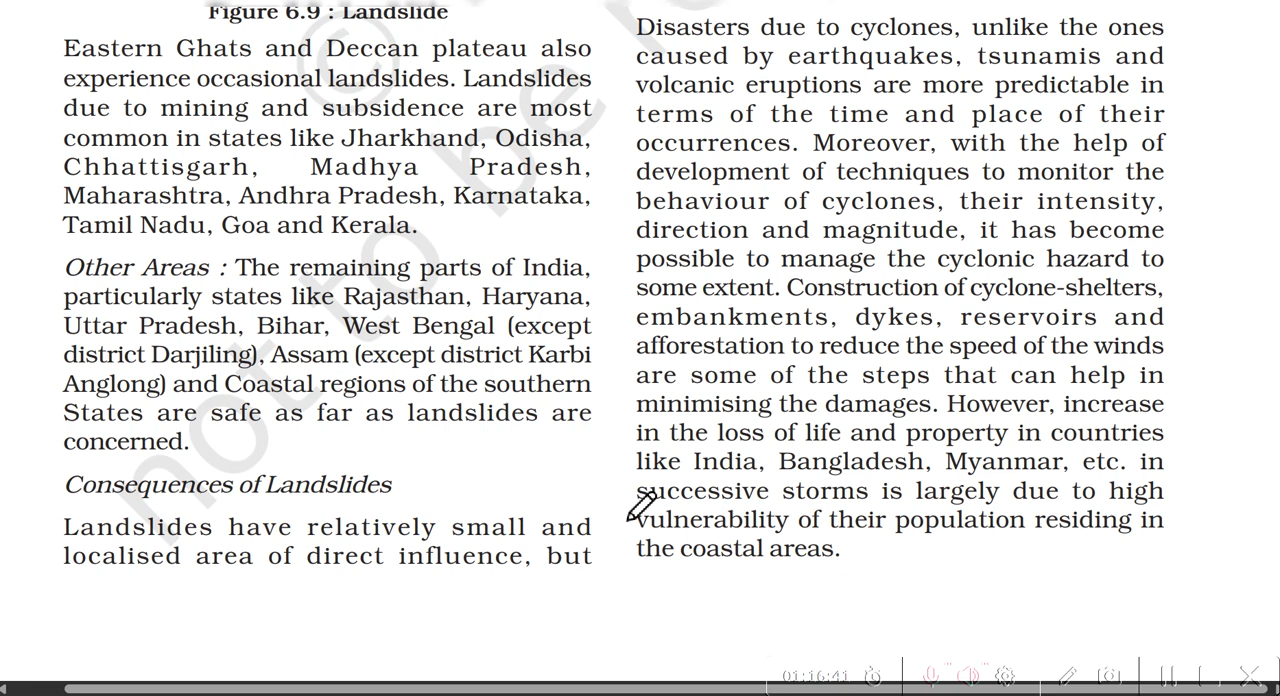 Figure 6.9 : Landslide
Eastern Ghats and Deccan plateau also
experience occasional landslides. Landslides
due to mining and subsidence are most
common in states like Jharkhand, Odisha,
Chhattisgarh, Madhya Pradesh,
Maharashtra, Andhra Pradesh, Karnataka,
Tamil Nadu, Goa and Kerala.
Other Areas : The remaining parts of India,
particularly states like Rajasthan, Haryana,
Uttar Pradesh, Bihar, West Bengal (except
district Darjiling), Assam (except district Karbi
Anglong) and Coastal regions of the southern
States are safe as far as landslides are
concerned.
Consequences of Landslides
Landslides have relatively small and
localised area of direct influence, but
Disasters due to cyclones, unlike the ones
caused by earthquakes, tsunamis and
volcanic eruptions are more predictable in
terms of the time and place of their
occurrences. Moreover, with the help of
development of techniques to monitor the
behaviour of cyclones, their intensity,
direction and magnitude, it has become
possible to manage the cyclonic hazard to
some extent. Construction of cyclone-shelters,
embankments, dykes, reservoirs and
afforestation to reduce the speed of the winds
are some of the steps that can help in
minimising the damages. However, increase
in the loss of life and property in countries
like India, Bangladesh, Myanmar, etc. in
successive storms is largely due to high
vulnerability of their population residing in
the coastal areas.
© not to be re
01:16:41